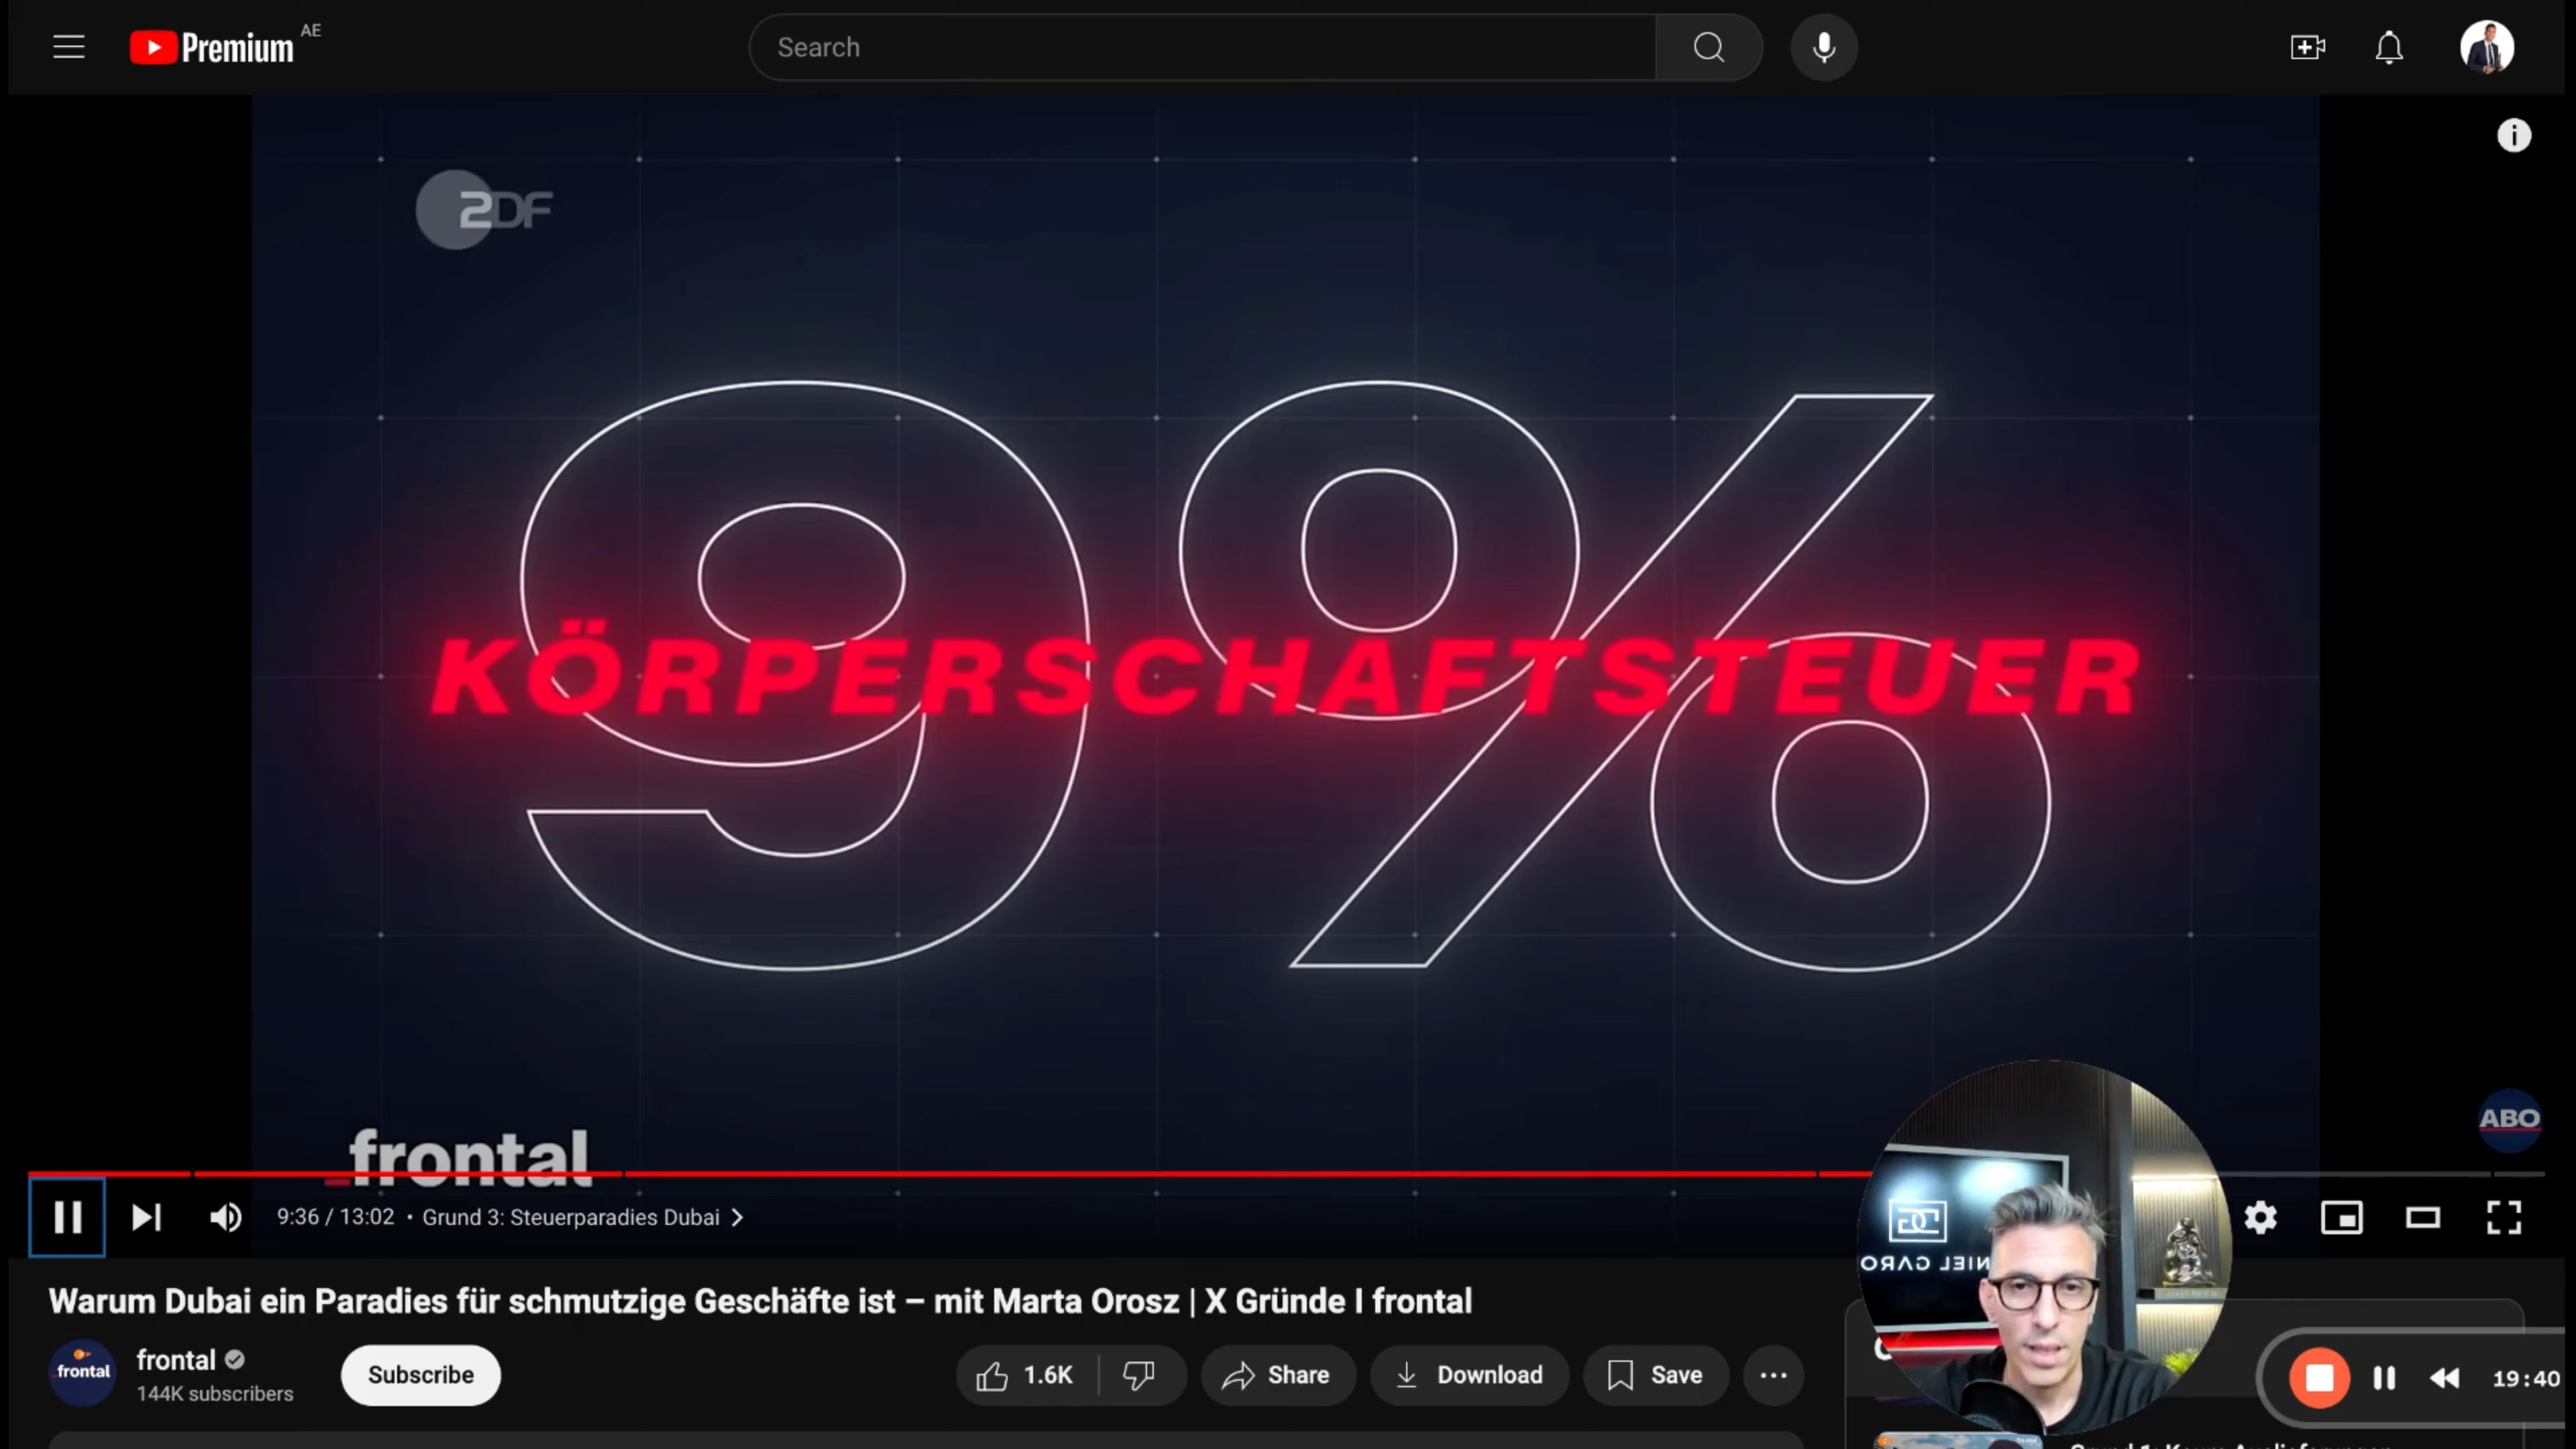 Premium AE
Search
ZDF
9%
KÖRPERSCHAFTSTEUER
frontal
ABO
9:36 / 13:02 • Grund 3: Steuerparadies Dubai
Warum Dubai ein Paradies für schmutzige Geschäfte ist – mit Marta Orosz | X Gründe I frontal
frontal
frontal
144K subscribers
Subscribe
1.6K
Share
Download
Save
19:40